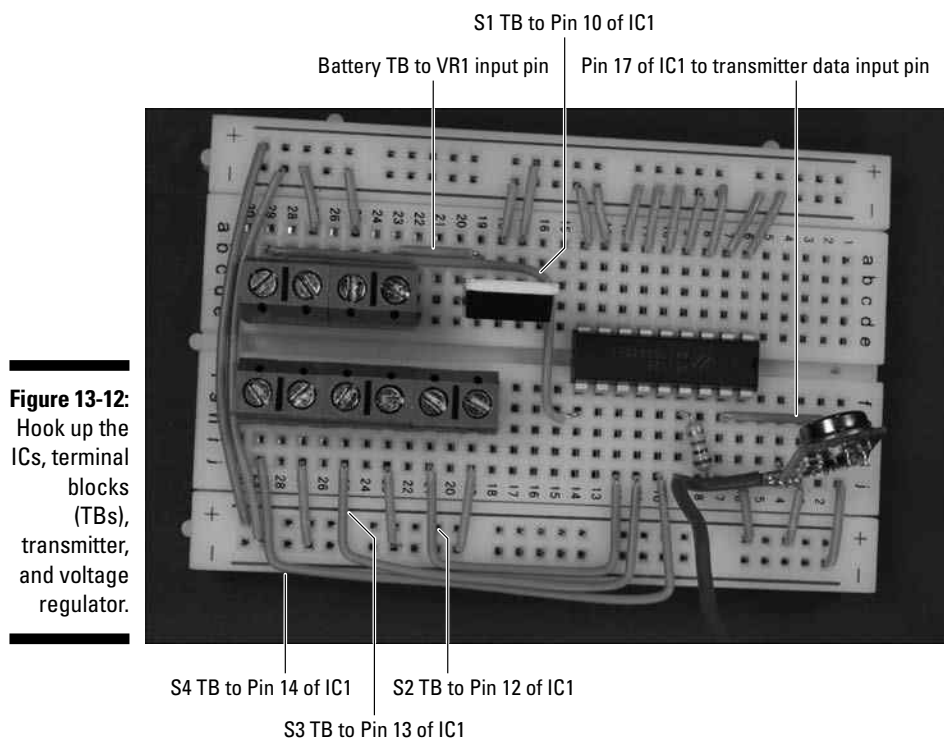 S1 TB to Pin 10 of IC1
Battery TB to VR1 input pin
Pin 17 of IC1 to transmitter data input pin
Figure 13-12:
Hook up the
ICs, terminal
blocks
(TBs),
transmitter,
and voltage
regulator.
S4 TB to Pin 14 of IC1
S2 TB to Pin 12 of IC1
S3 TB to Pin 13 of IC1